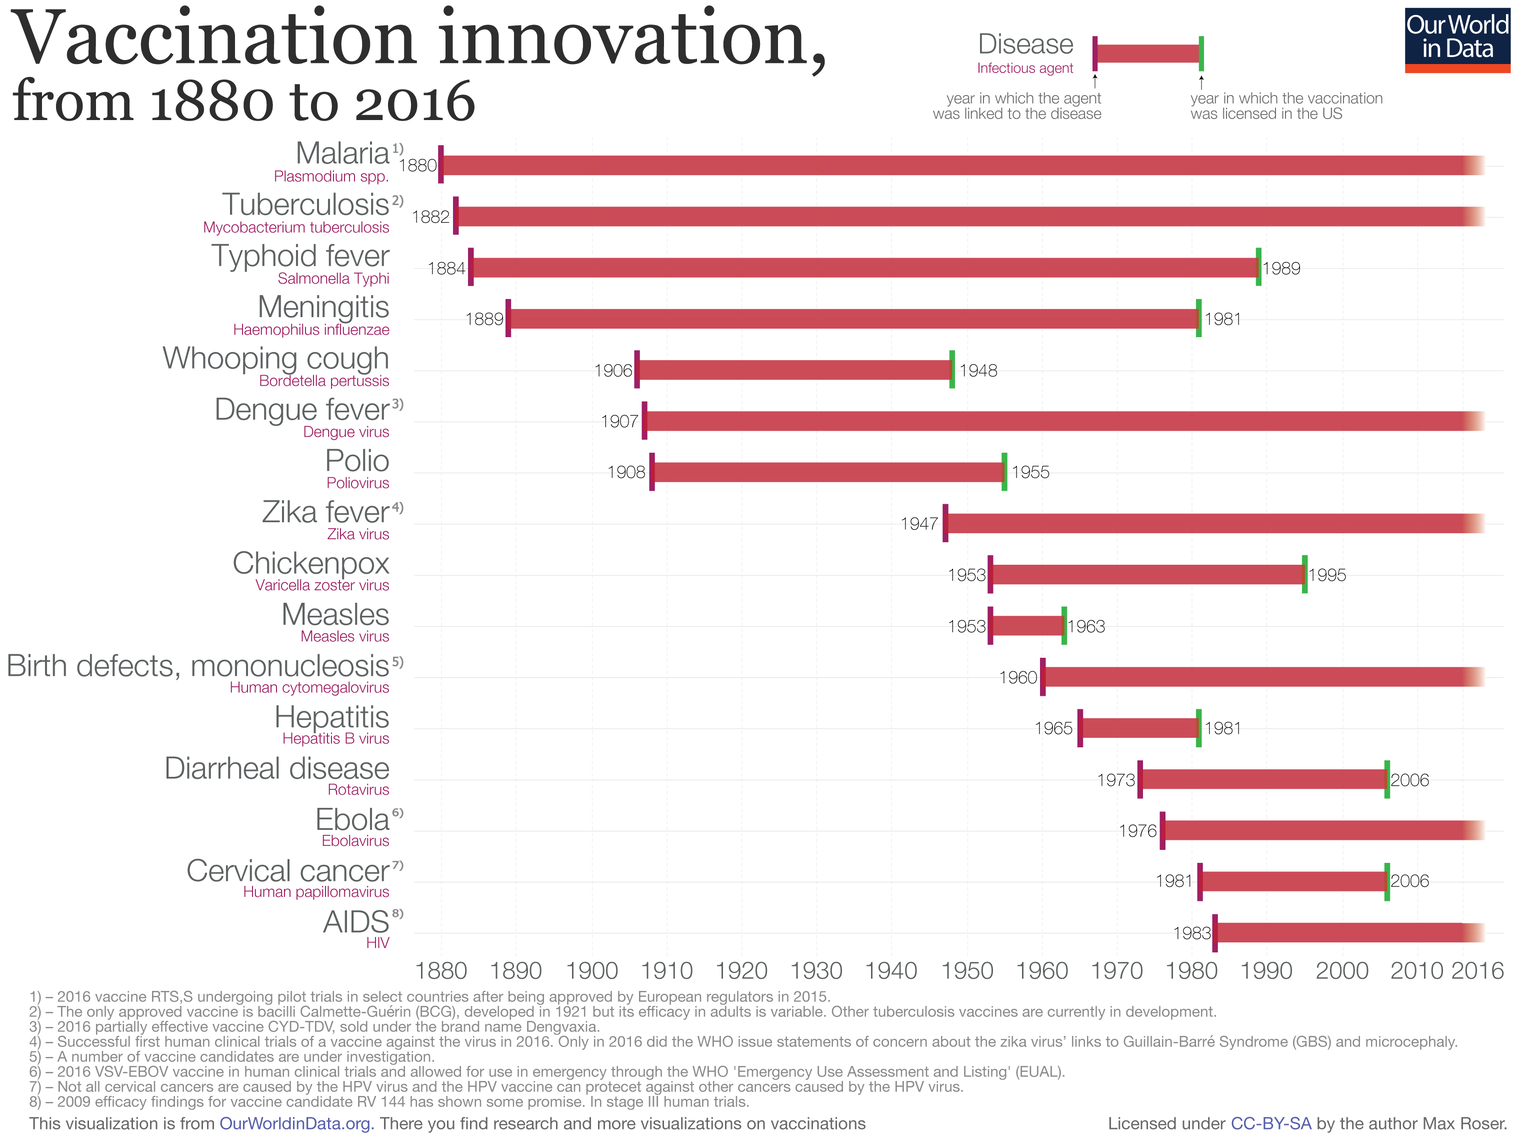 Vaccination innovation,
from 1880 to 2016
Disease
Infectious agent
year in which the agent
was linked to the disease
year in which the vaccination
was licensed in the US
Our World
in Data
Malaria 1)
Plasmodium spp.
1880
Tuberculosis 2)
Mycobacterium tuberculosis
1882
Typhoid fever
Salmonella Typhi
1884 1989
Meningitis
Haemophilus influenzae
1889 1981
Whooping cough
Bordetella pertussis
1906 1948
Dengue fever 3)
Dengue virus
1907
Polio
Poliovirus
1908 1955
Zika fever 4)
Zika virus
1947
Chickenpox
Varicella zoster virus
1953 1995
Measles
Measles virus
1953 1963
Birth defects, mononucleosis 5)
Human cytomegalovirus
1960
Hepatitis
Hepatitis B virus
1965 1981
Diarrheal disease
Rotavirus
1973 2006
Ebola 6)
Ebolavirus
1976
Cervical cancer 7)
Human papillomavirus
1981 2006
AIDS 8)
HIV
1983
1880 1890 1900 1910 1920 1930 1940 1950 1960 1970 1980 1990 2000 2010 2016
1) – 2016 vaccine RTS,S undergoing pilot trials in select countries after being approved by European regulators in 2015.
2) – The only approved vaccine is bacilli Calmette-Guérin (BCG), developed in 1921 but its efficacy in adults is variable. Other tuberculosis vaccines are currently in development.
3) – 2016 partially effective vaccine CYD-TDV, sold under the brand name Dengvaxia.
4) – Successful first human clinical trials of a vaccine against the virus in 2016. Only in 2016 did the WHO issue statements of concern about the zika virus' links to Guillain-Barré Syndrome (GBS) and microcephaly.
5) – A number of vaccine candidates are under investigation.
6) – 2016 VSV-EBOV vaccine in human clinical trials and allowed for use in emergency through the WHO 'Emergency Use Assessment and Listing' (EUAL).
7) – Not all cervical cancers are caused by the HPV virus and the HPV vaccine can protecet against other cancers caused by the HPV virus.
8) – 2009 efficacy findings for vaccine candidate RV 144 has shown some promise. In stage III human trials.
This visualization is from OurWorldinData.org. There you find research and more visualizations on vaccinations
Licensed under CC-BY-SA by the author Max Roser.